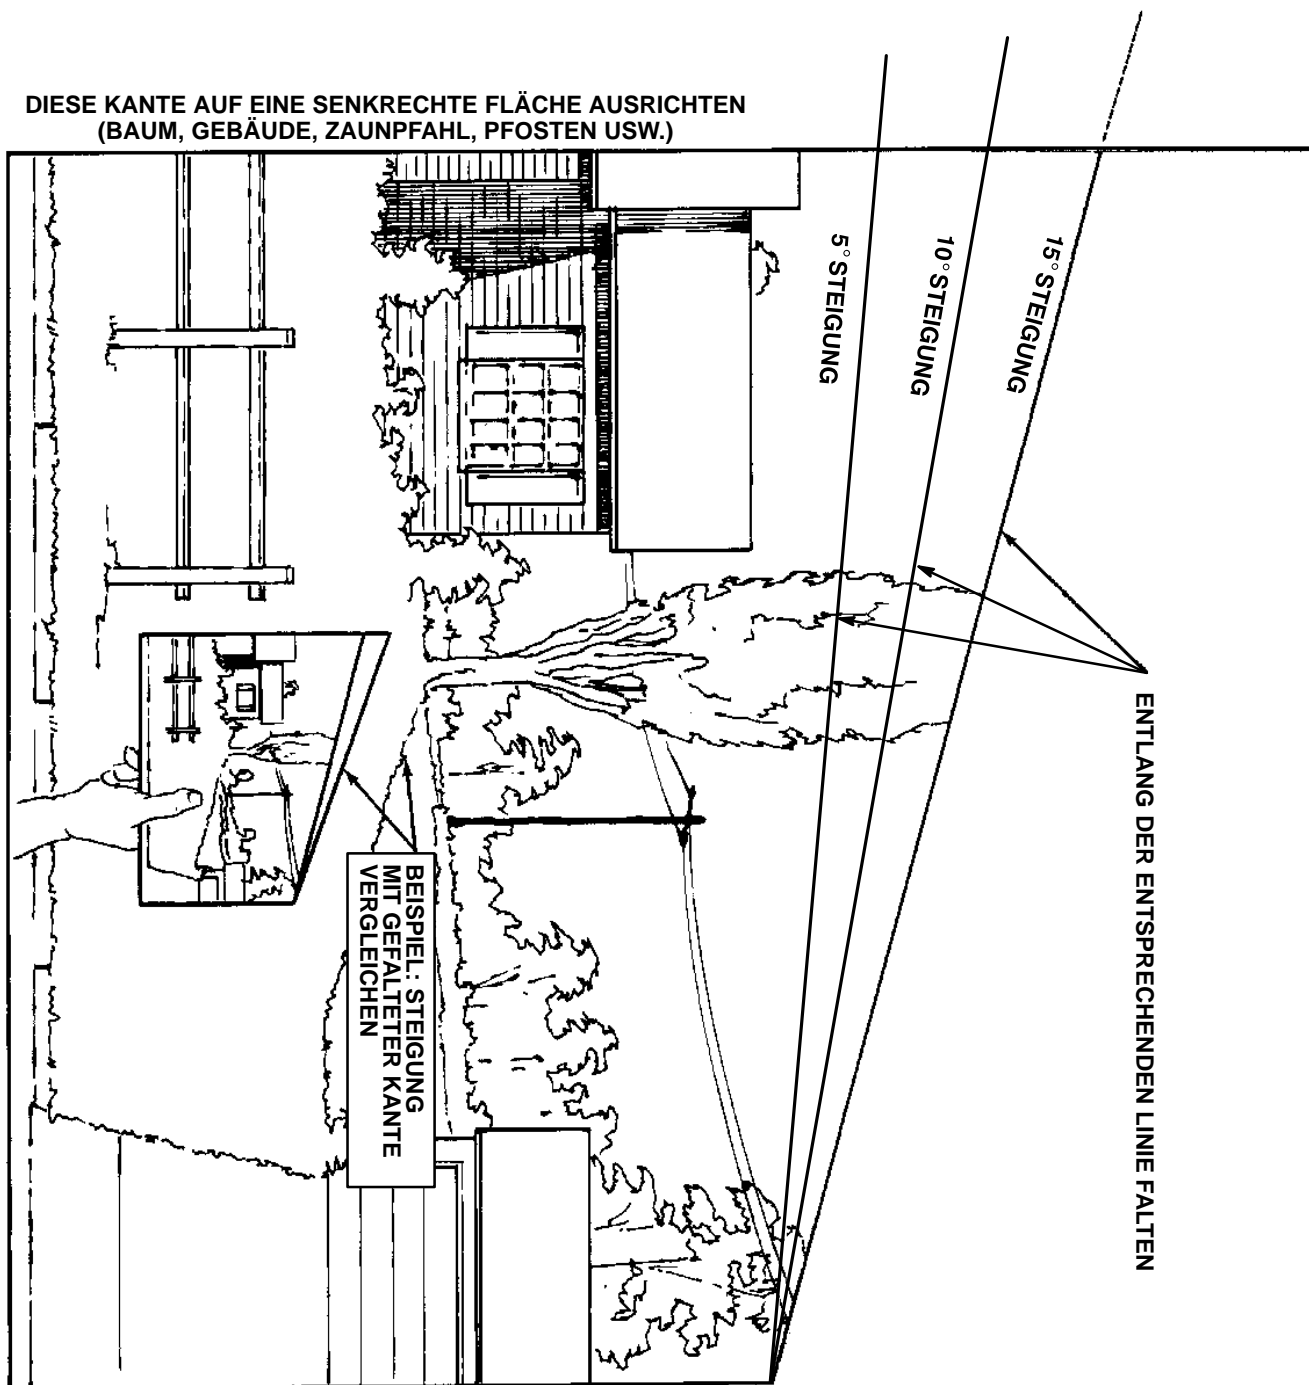 DIESE KANTE AUF EINE SENKRECHTE FLÄCHE AUSRICHTEN
(BAUM, GEBÄUDE, ZAUNPFAHL, PFOSTEN USW.)
5° STEIGUNG
10° STEIGUNG
15° STEIGUNG
ENTLANG DER ENTSPRECHENDEN LINIE FALTEN
BEISPIEL: STEIGUNG
MIT GEFALTETER KANTE
VERGLEICHEN